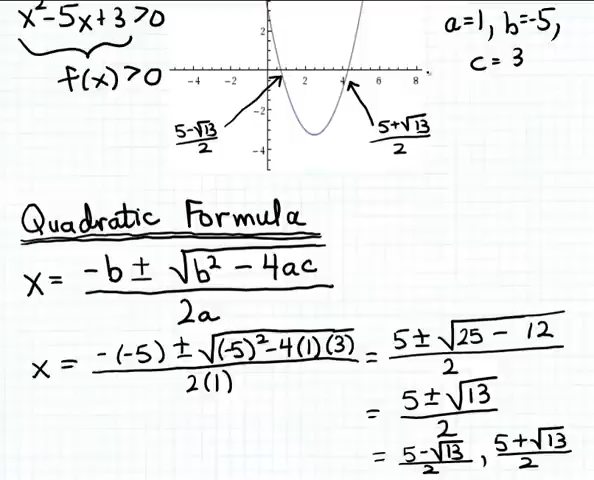 x²-5x+3>0
f(x)>0
a=1, b=-5,
c=3
2
-4 -2 2 4 6 8
-2
-4
(5-√13)/2
(5+√13)/2
Quadratic Formula
x = (-b ± √(b² - 4ac))/(2a)
x = (-(-5) ± √((-5)²-4(1)(3)))/(2(1)) = (5 ± √(25 - 12))/2
= (5 ± √13)/2
= (5-√13)/2, (5+√13)/2